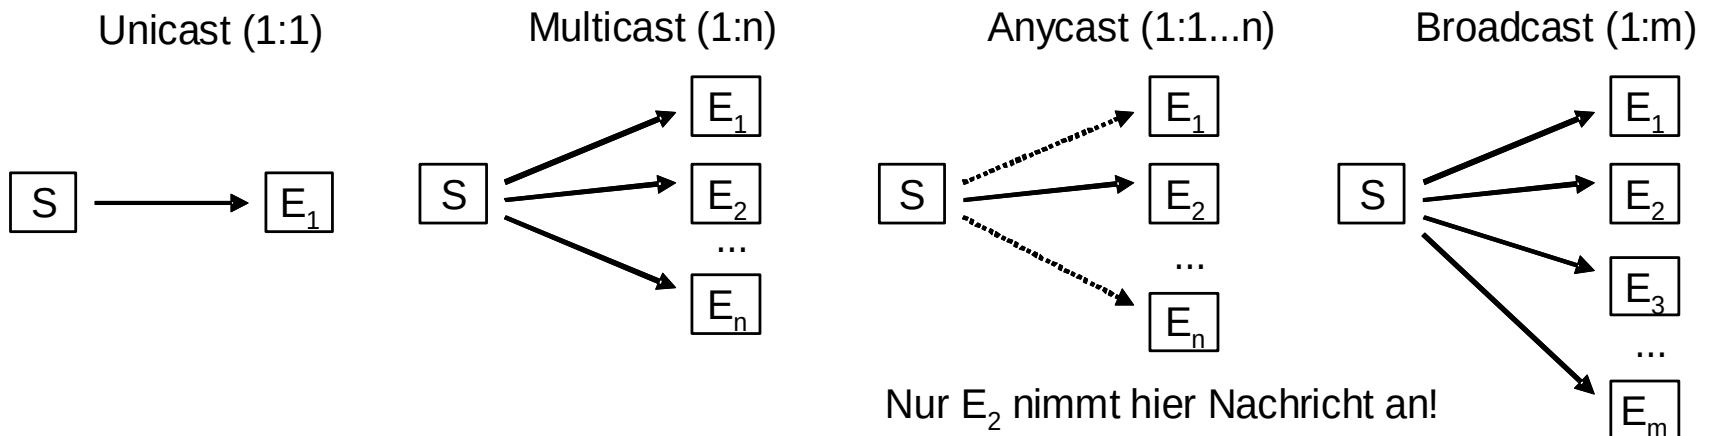 Unicast (1:1)
S
E1
Multicast (1:n)
S
E1
E2
...
En
Anycast (1:1...n)
S
E1
E2
...
En
Nur E2 nimmt hier Nachricht an!
Broadcast (1:m)
S
E1
E2
E3
...
Em